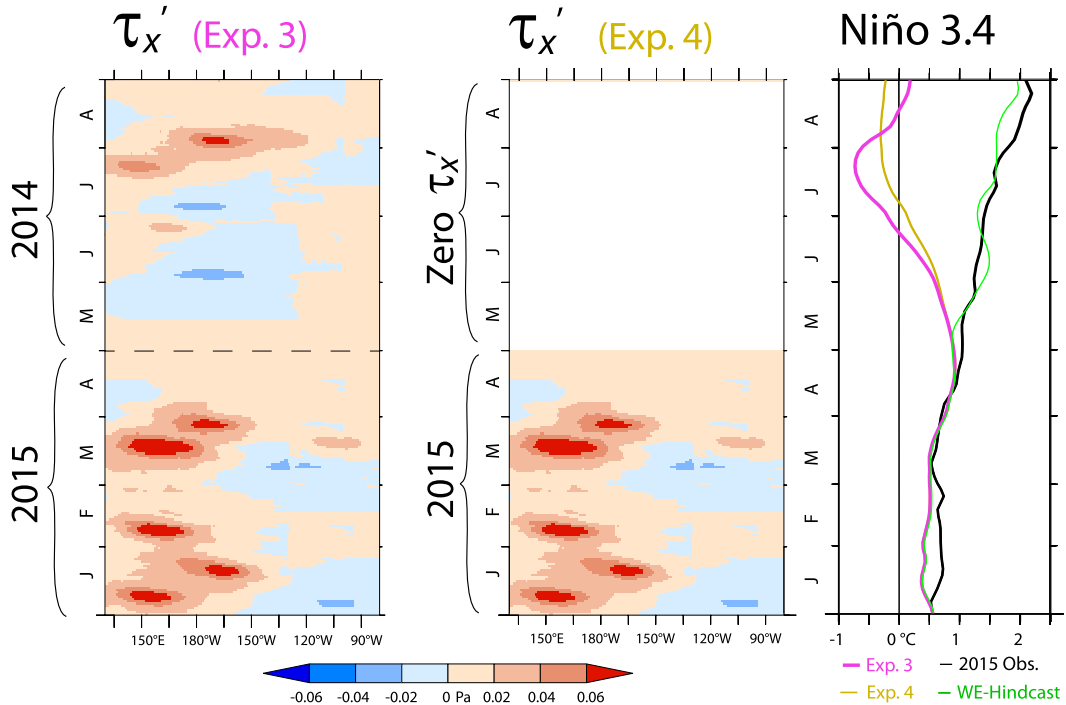 τx′ (Exp. 3)
τx′ (Exp. 4)
Niño 3.4
2014
A
J
J
M
2015
A
M
F
J
150°E 180°W 150°W 120°W 90°W
Zero τx′
A
J
J
M
2015
A
M
F
J
150°E 180°W 150°W 120°W 90°W
A
J
J
M
A
M
F
J
-1 0°C 1 2
-0.06 -0.04 -0.02 0 Pa 0.02 0.04 0.06
Exp. 3 2015 Obs.
Exp. 4 WE-Hindcast